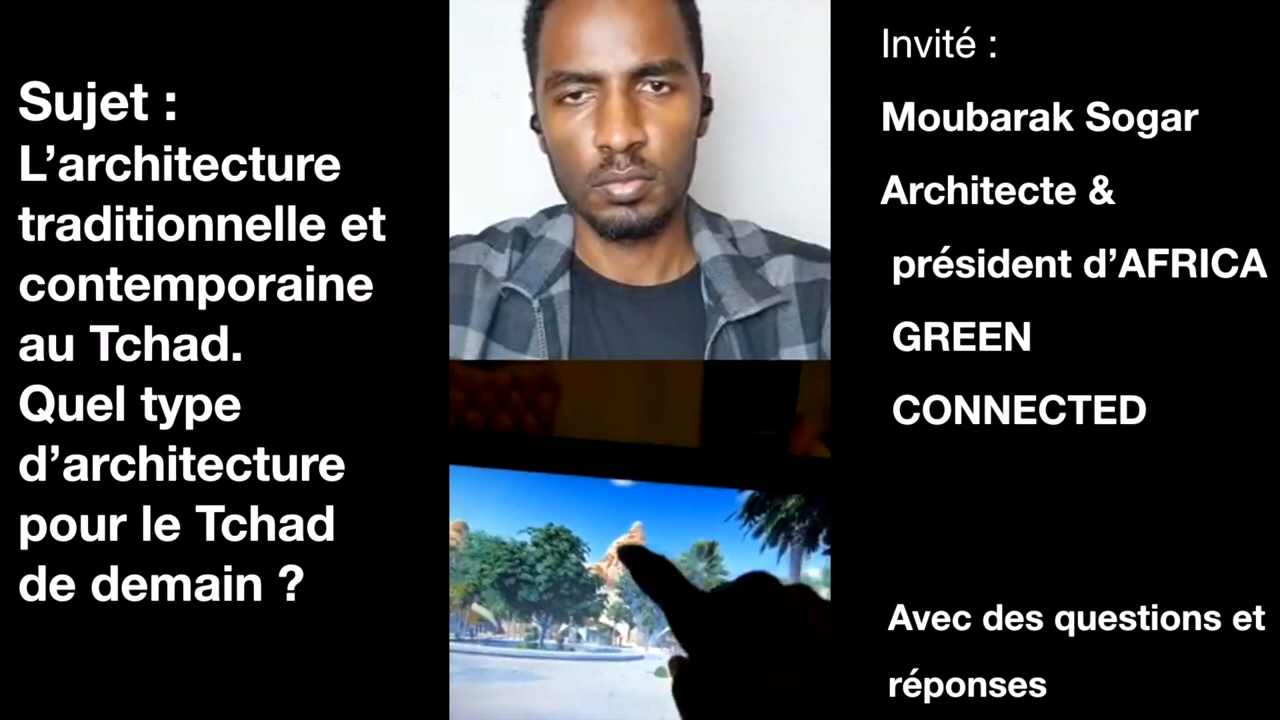 Sujet :
L’architecture
traditionnelle et
contemporaine
au Tchad.
Quel type
d’architecture
pour le Tchad
de demain ?
Invité :
Moubarak Sogar
Architecte &
président d’AFRICA
GREEN
CONNECTED
Avec des questions et
réponses